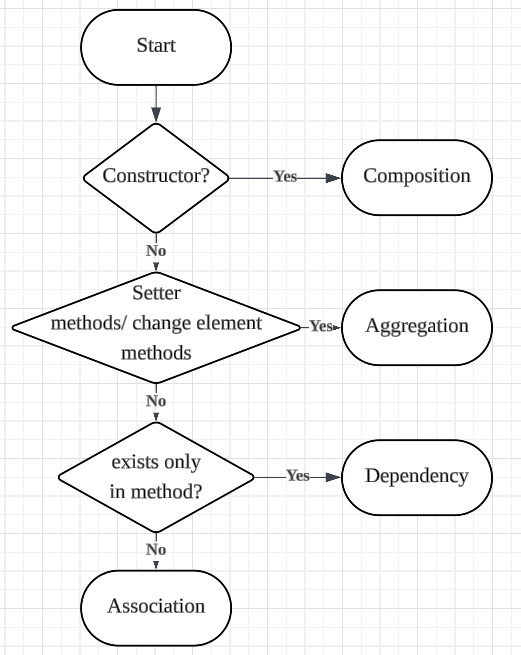 Start
Constructor?
Yes
Composition
No
Setter
methods/ change element
methods
Yes
Aggregation
No
exists only
in method?
Yes
Dependency
No
Association